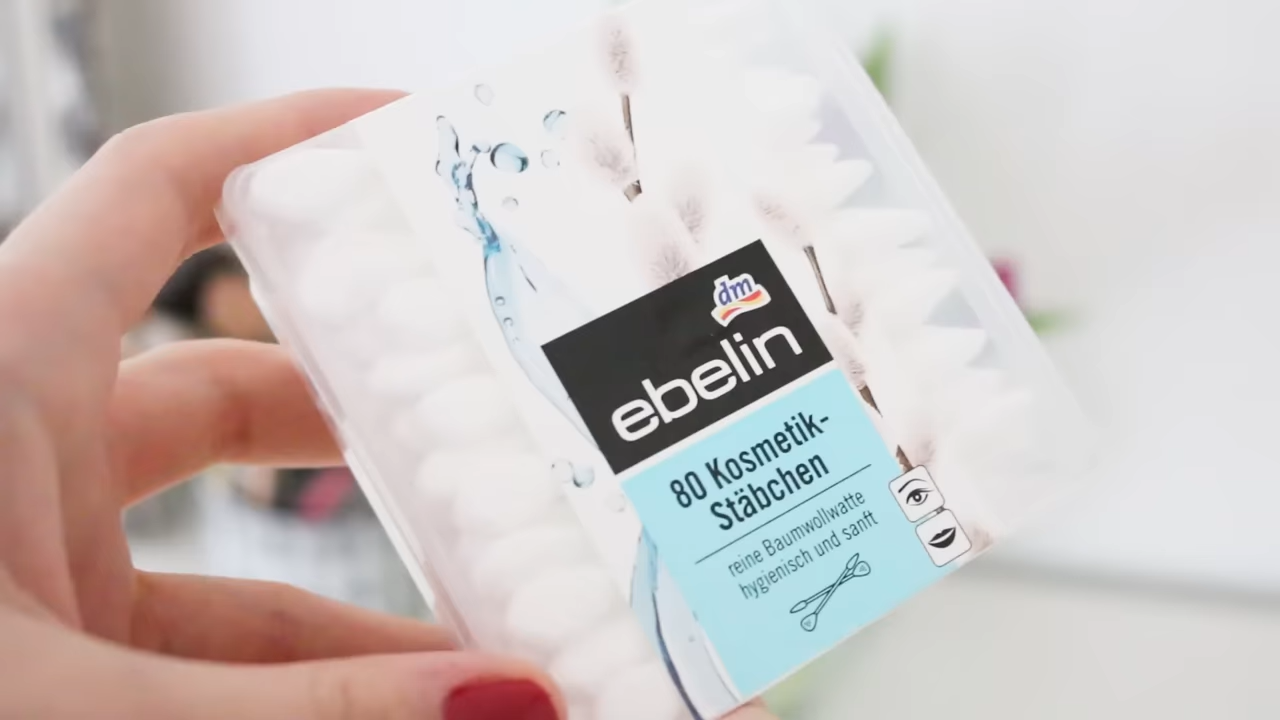 dm
ebelin
80 Kosmetik-
Stäbchen
reine Baumwollwatte
hygienisch und sanft